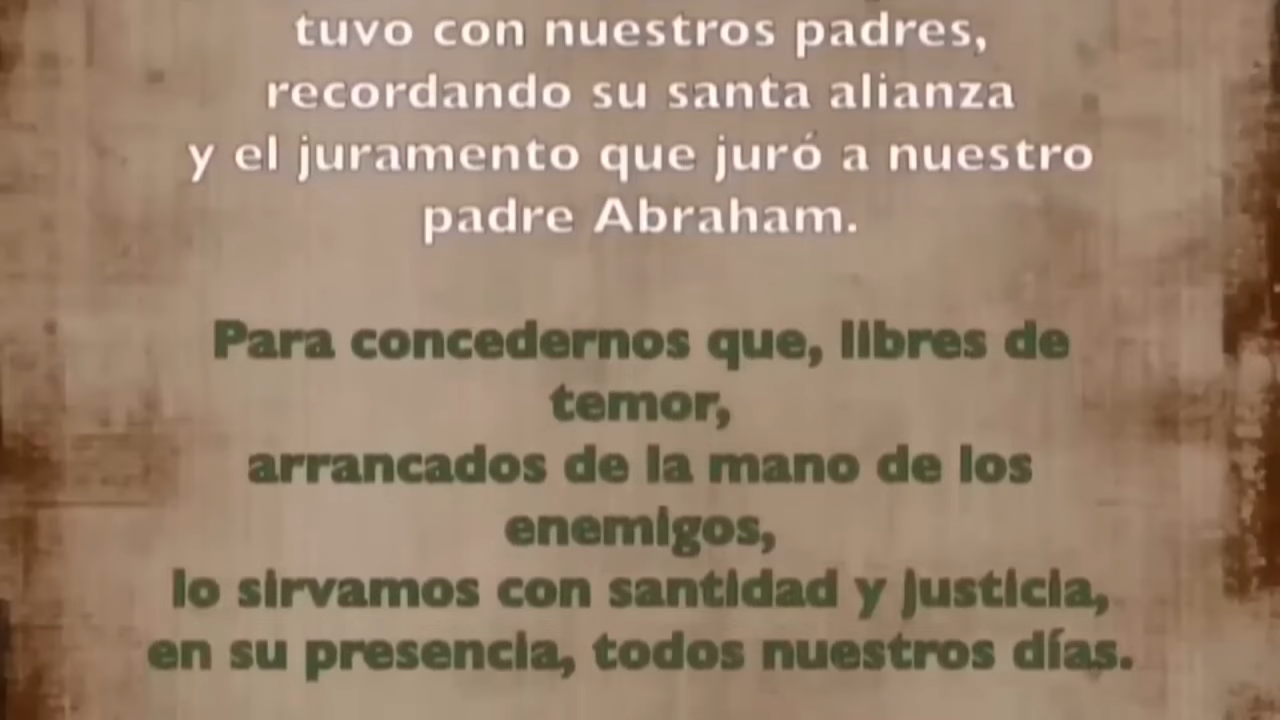 tuvo con nuestros padres,
recordando su santa alianza
y el juramento que juró a nuestro
padre Abraham.
Para concedernos que, libres de
temor,
arrancados de la mano de los
enemigos,
lo sirvamos con santidad y justicia,
en su presencia, todos nuestros días.